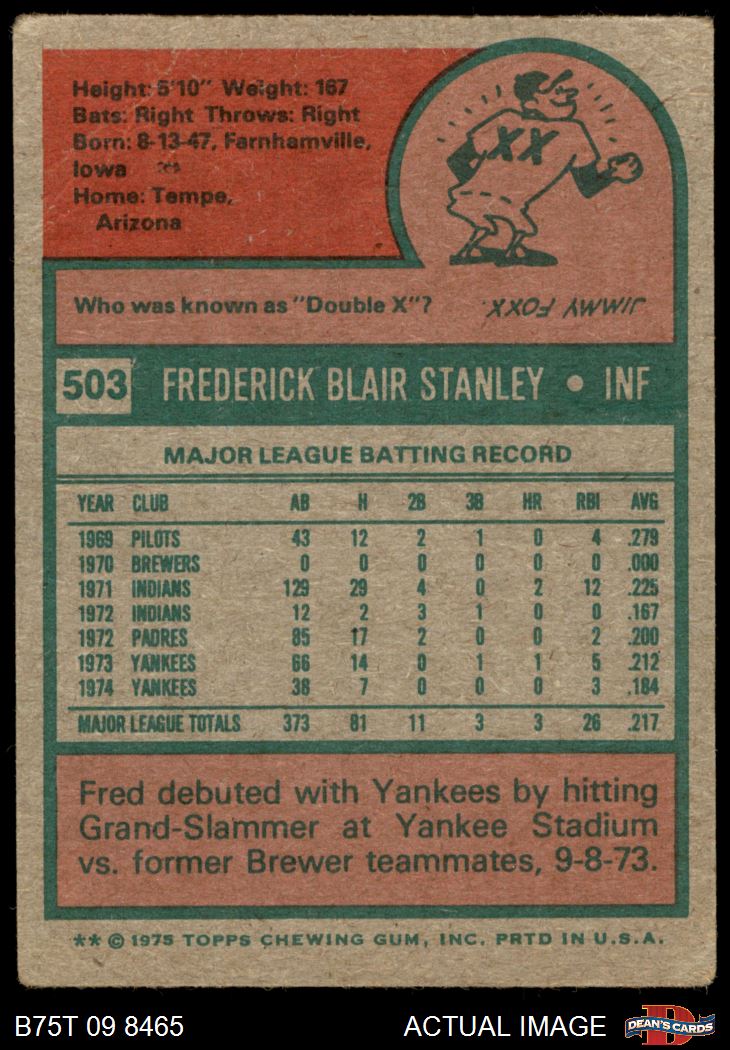 Height: 5'10" Weight: 167
Bats: Right Throws: Right
Born: 8-13-47, Farnhamville,
Iowa
Home: Tempe,
Arizona
XX
Who was known as "Double X"?
JIMMY FOXX.
503 FREDERICK BLAIR STANLEY • INF
MAJOR LEAGUE BATTING RECORD
YEAR CLUB AB H 2B 3B HR RBI AVG
1969 PILOTS 43 12 2 1 0 4 .279
1970 BREWERS 0 0 0 0 0 0 .000
1971 INDIANS 129 29 4 0 2 12 .225
1972 INDIANS 12 2 3 1 0 0 .167
1972 PADRES 85 17 2 0 0 2 .200
1973 YANKEES 66 14 0 1 1 5 .212
1974 YANKEES 38 7 0 0 0 3 .184
MAJOR LEAGUE TOTALS 373 81 11 3 3 26 .217
Fred debuted with Yankees by hitting
Grand-Slammer at Yankee Stadium
vs. former Brewer teammates, 9-8-73.
** © 1975 TOPPS CHEWING GUM, INC. PRTD IN U.S.A.
B75T 09 8465 ACTUAL IMAGE
D
DEAN'S CARDS